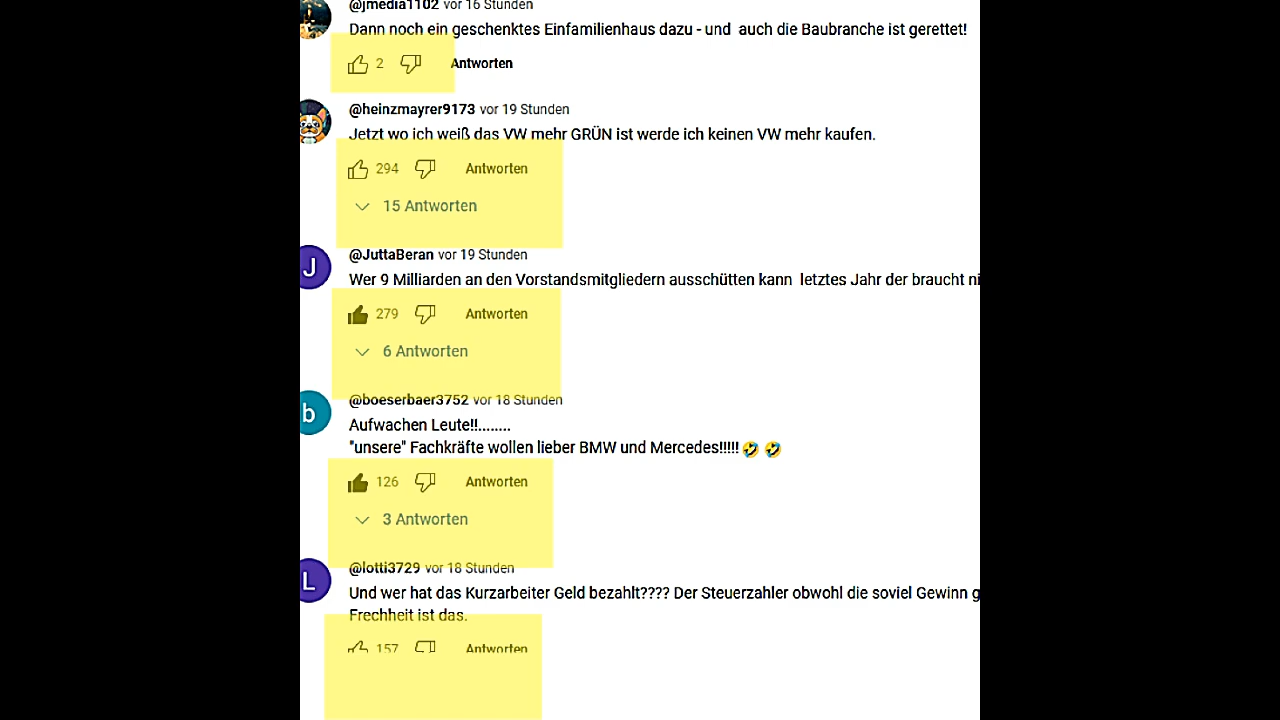 @jmedia1102 vor 16 Stunden
Dann noch ein geschenktes Einfamilienhaus dazu - und auch die Baubranche ist gerettet!
2 Antworten
@heinzmayrer9173 vor 19 Stunden
Jetzt wo ich weiß das VW mehr GRÜN ist werde ich keinen VW mehr kaufen.
294 Antworten
15 Antworten
J
@JuttaBeran vor 19 Stunden
Wer 9 Milliarden an den Vorstandsmitgliedern ausschütten kann letztes Jahr der braucht ni
279 Antworten
6 Antworten
b
@boeserbaer3752 vor 18 Stunden
Aufwachen Leute!!........
"unsere" Fachkräfte wollen lieber BMW und Mercedes!!!!! 🤣 🤣
126 Antworten
3 Antworten
L
@lotti3729 vor 18 Stunden
Und wer hat das Kurzarbeiter Geld bezahlt???? Der Steuerzahler obwohl die soviel Gewinn g
Frechheit ist das.
157 Antworten